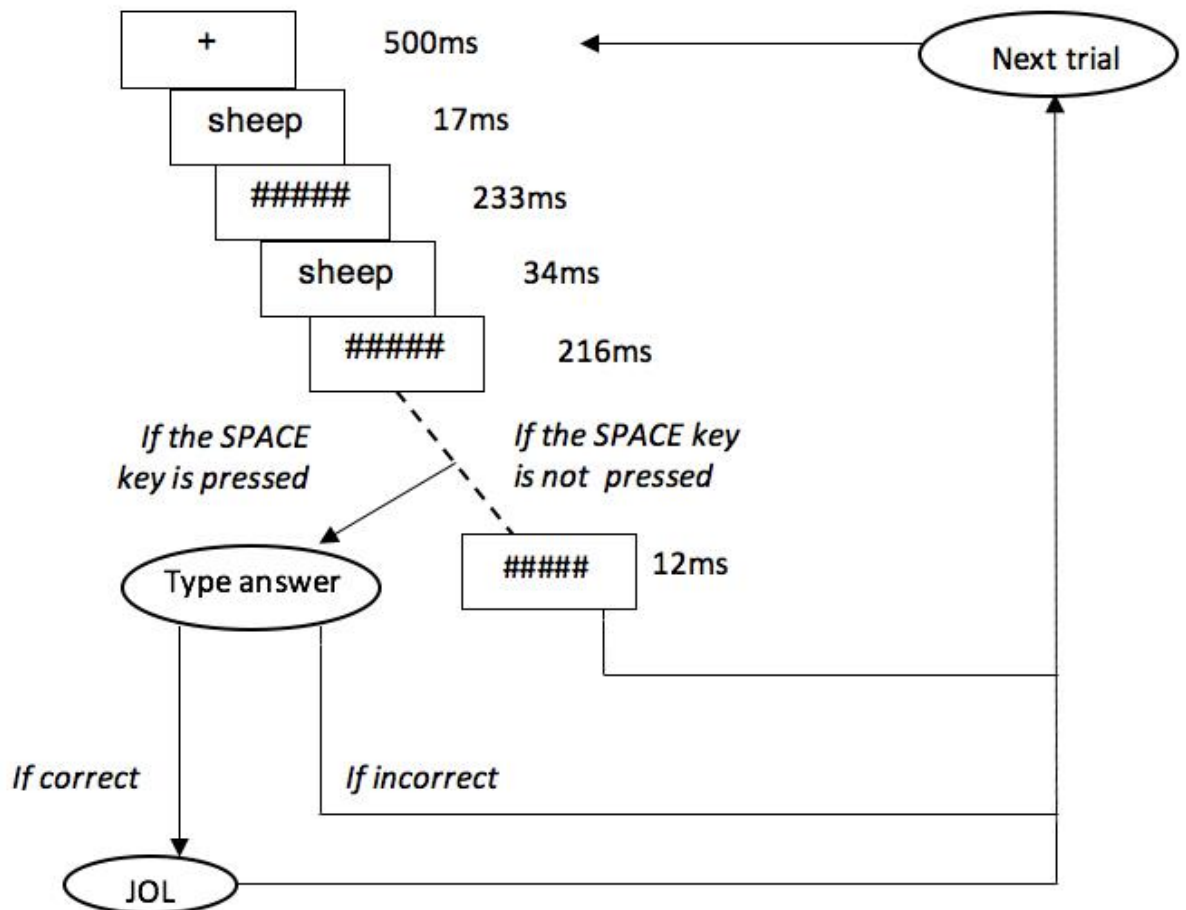 +
500ms
Next trial
sheep
17ms
#####
233ms
sheep
34ms
#####
216ms
If the SPACE
key is pressed
If the SPACE key
is not pressed
Type answer
#####
12ms
If correct
If incorrect
JOL